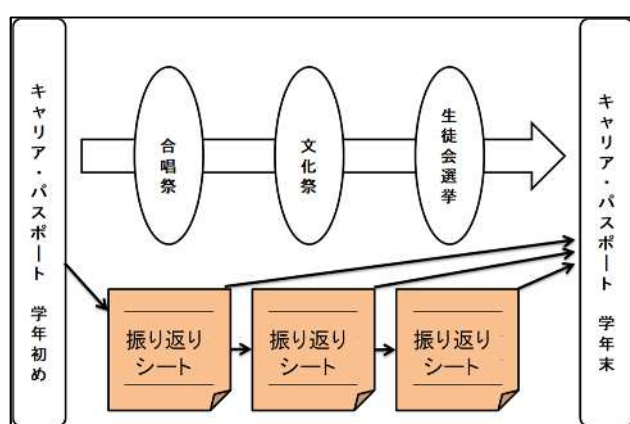 キャリア・パスポート 学年初め
合唱祭
文化祭
生徒会選挙
振り返り
シート
振り返り
シート
振り返り
シート
キャリア・パスポート 学年末